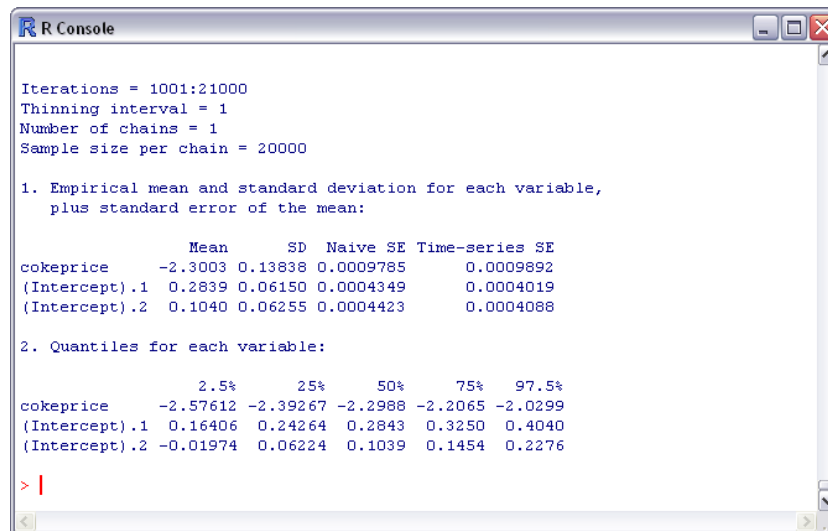 R R Console
Iterations = 1001:21000
Thinning interval = 1
Number of chains = 1
Sample size per chain = 20000
1. Empirical mean and standard deviation for each variable,
plus standard error of the mean:
Mean SD Naive SE Time-series SE
cokeprice -2.3003 0.13838 0.0009785 0.0009892
(Intercept).1 0.2839 0.06150 0.0004349 0.0004019
(Intercept).2 0.1040 0.06255 0.0004423 0.0004088
2. Quantiles for each variable:
2.5% 25% 50% 75% 97.5%
cokeprice -2.57612 -2.39267 -2.2988 -2.2065 -2.0299
(Intercept).1 0.16406 0.24264 0.2843 0.3250 0.4040
(Intercept).2 -0.01974 0.06224 0.1039 0.1454 0.2276
>